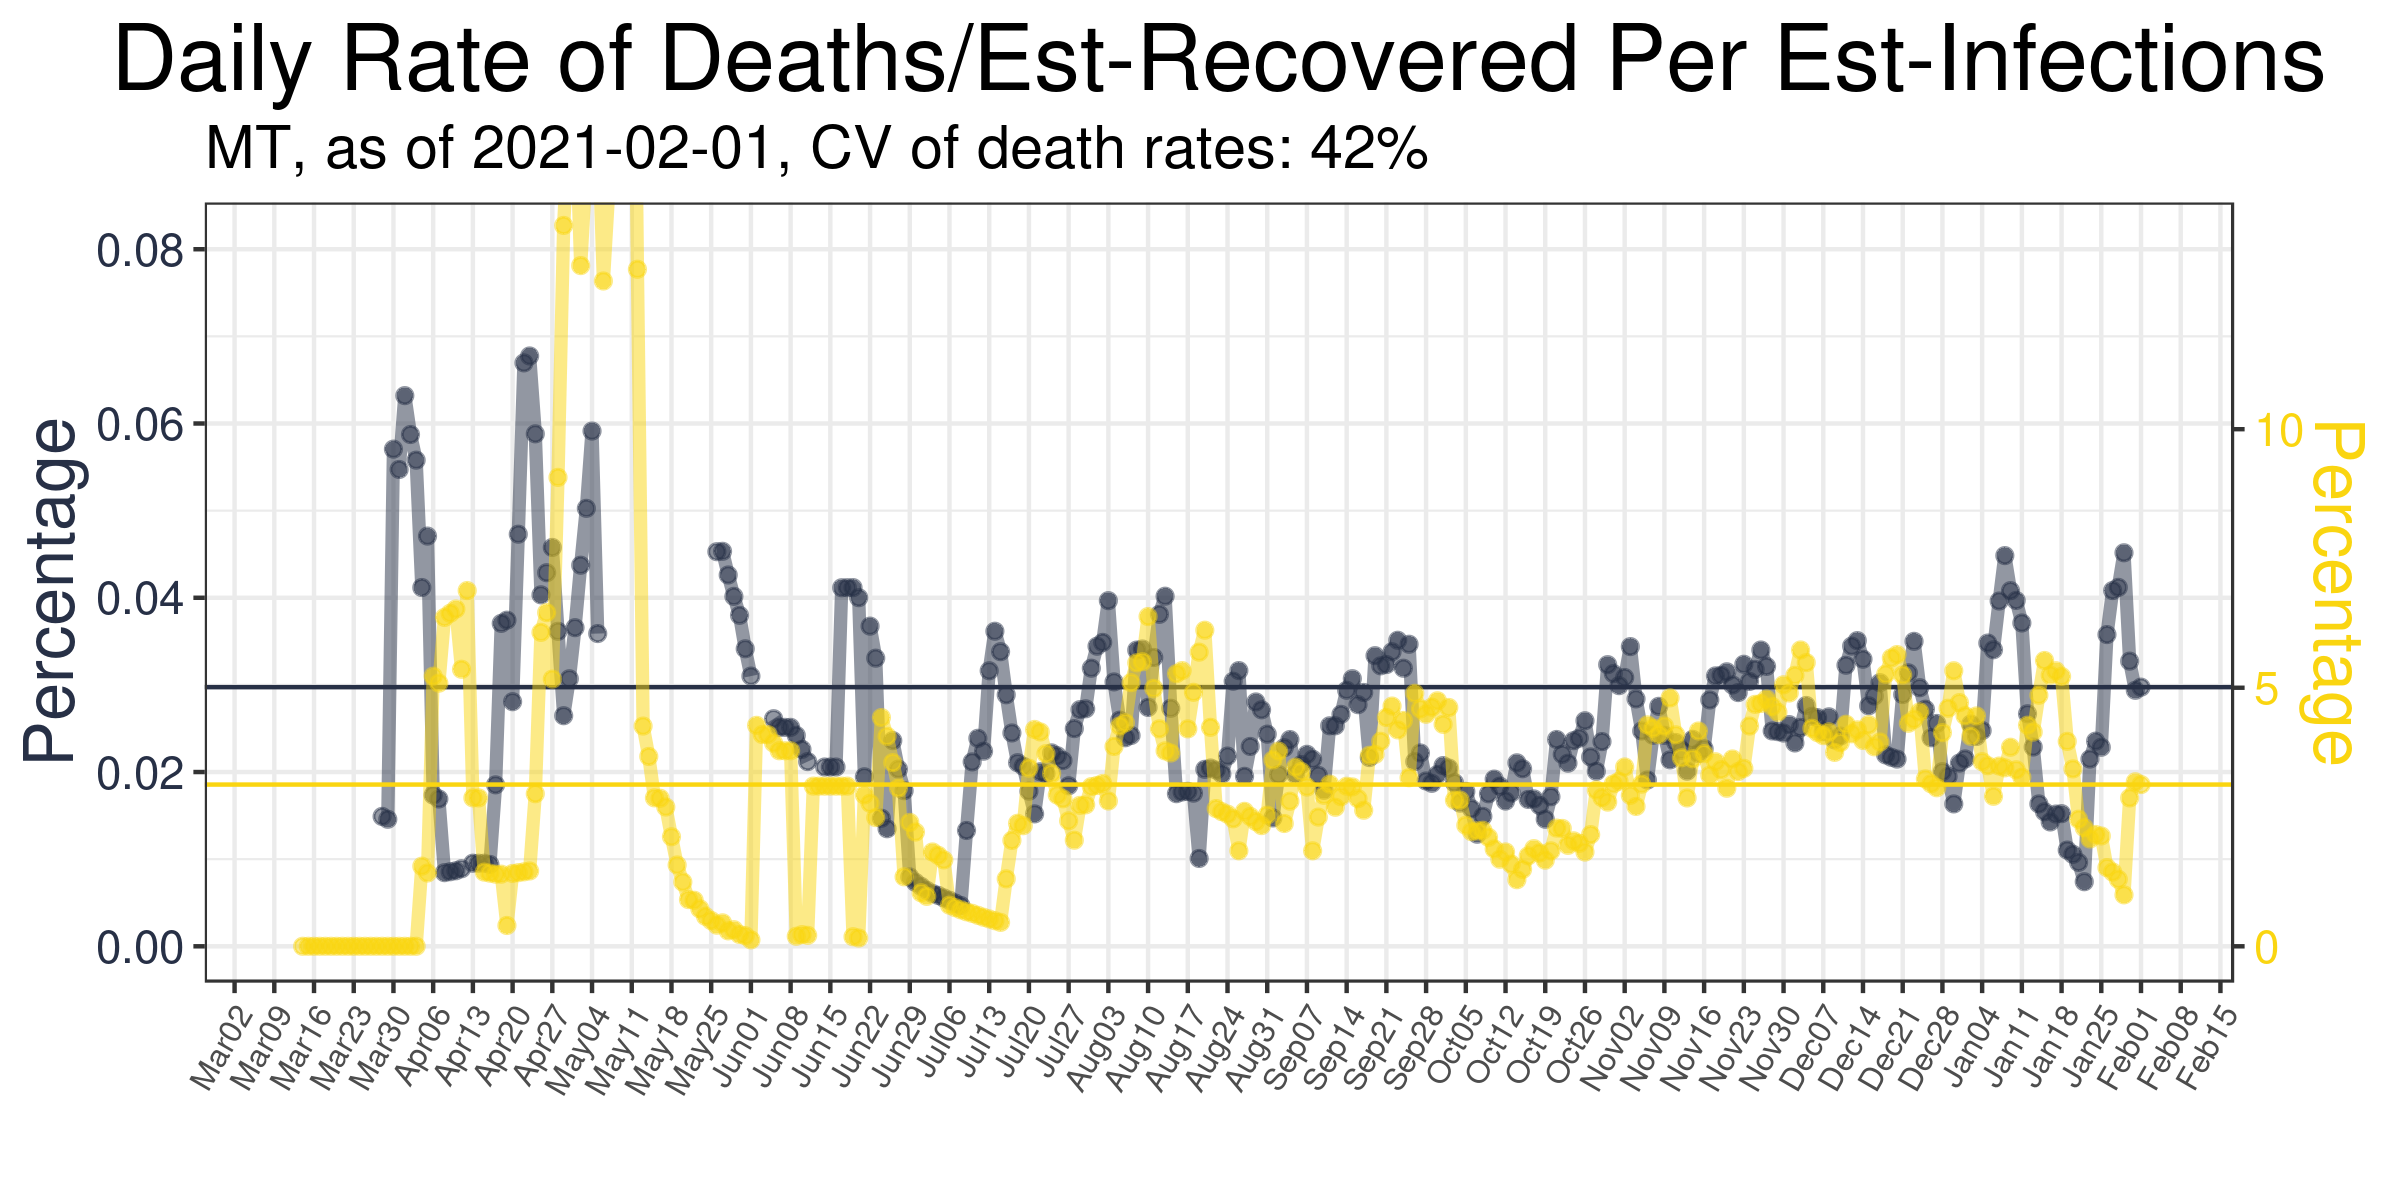 Daily Rate of Deaths/Est-Recovered Per Est-Infections
MT, as of 2021-02-01, CV of death rates: 42%
Percentage
0.08
0.06
0.04
0.02
0.00
10
5
0
Percentage
Mar02
Mar09
Mar16
Mar23
Mar30
Apr06
Apr13
Apr20
Apr27
May04
May11
May18
May25
Jun01
Jun08
Jun15
Jun22
Jun29
Jul06
Jul13
Jul20
Jul27
Aug03
Aug10
Aug17
Aug24
Aug31
Sep07
Sep14
Sep21
Sep28
Oct05
Oct12
Oct19
Oct26
Nov02
Nov09
Nov16
Nov23
Nov30
Dec07
Dec14
Dec21
Dec28
Jan04
Jan11
Jan18
Jan25
Feb01
Feb08
Feb15